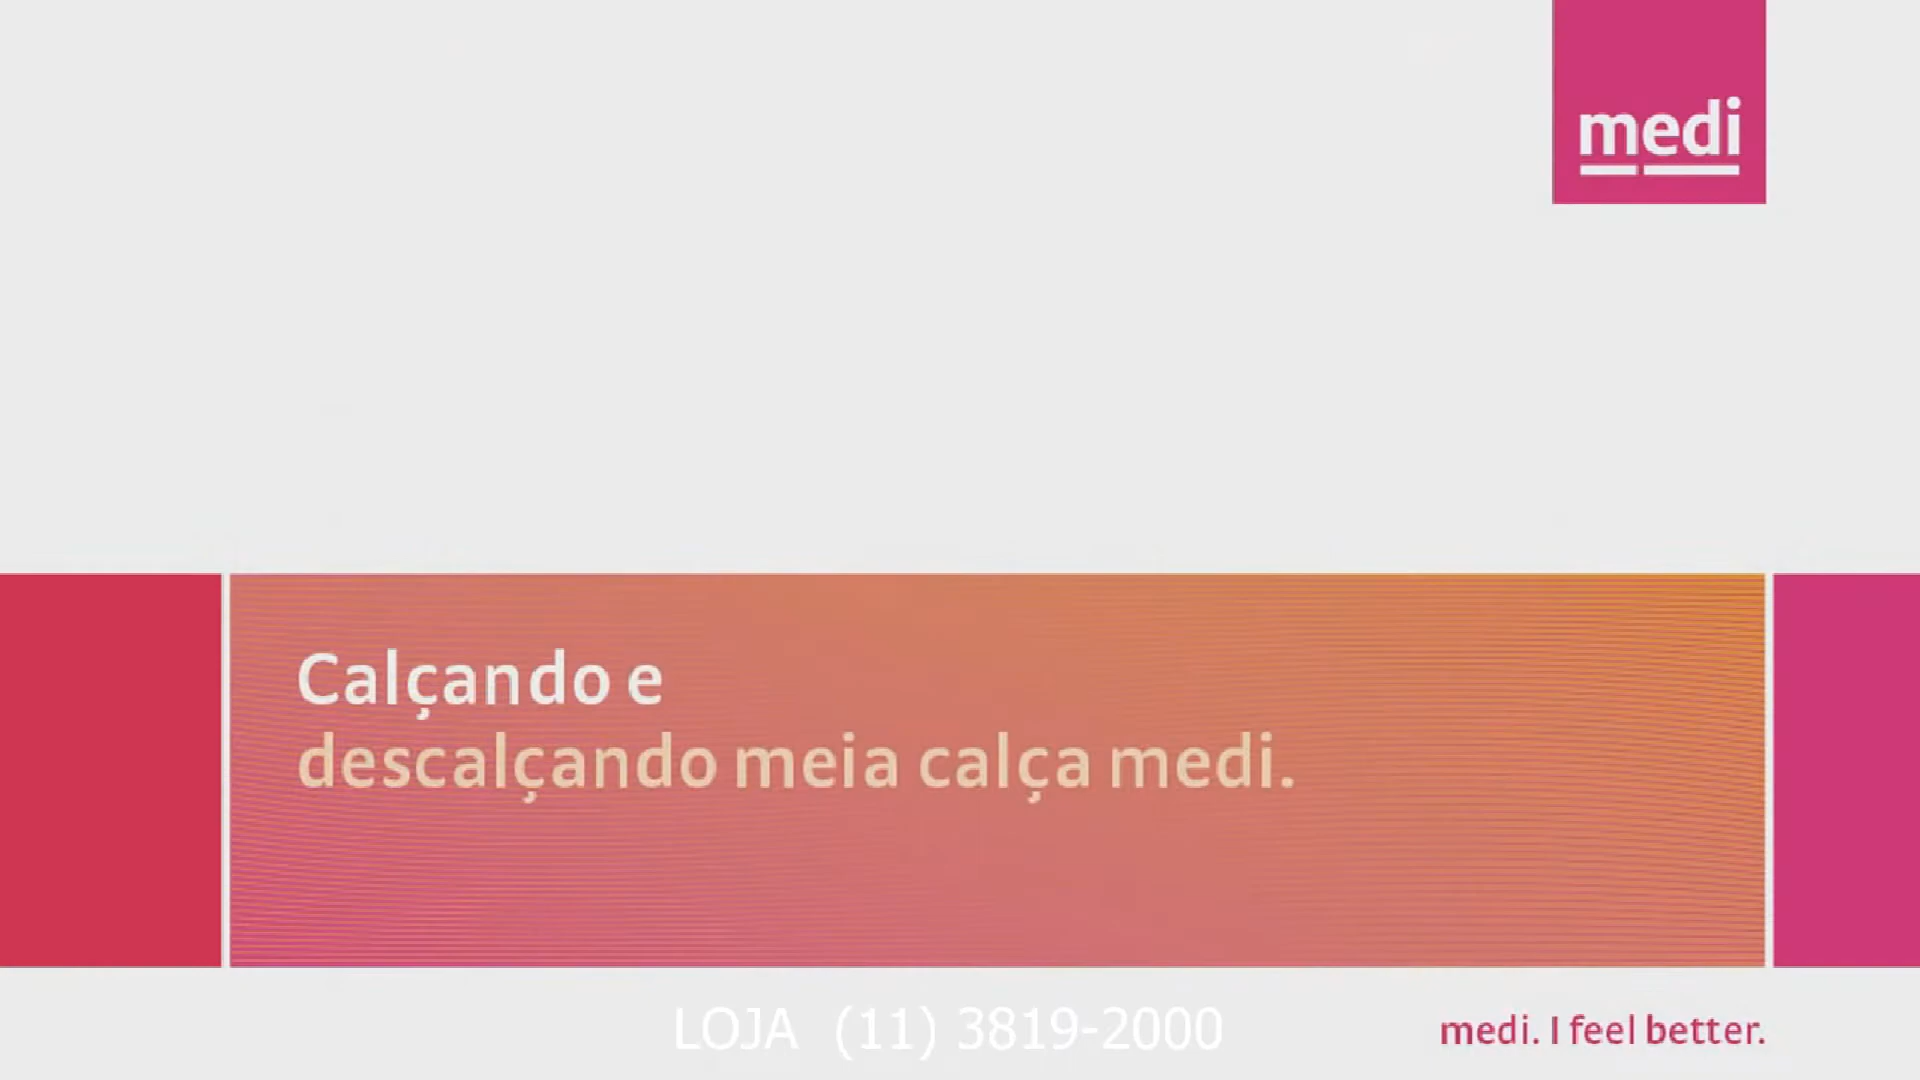 medi
Calçando e
descalçando meia calça medi.
LOJA (11) 3819-2000
medi. I feel better.